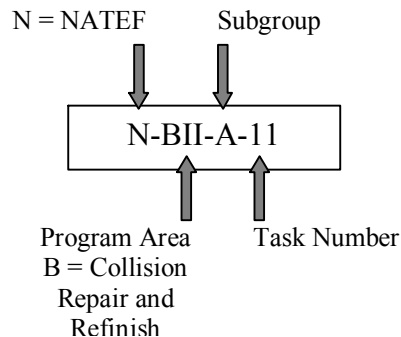 N = NATEF Subgroup
N-BII-A-11
Program Area Task Number
B = Collision
Repair and
Refinish